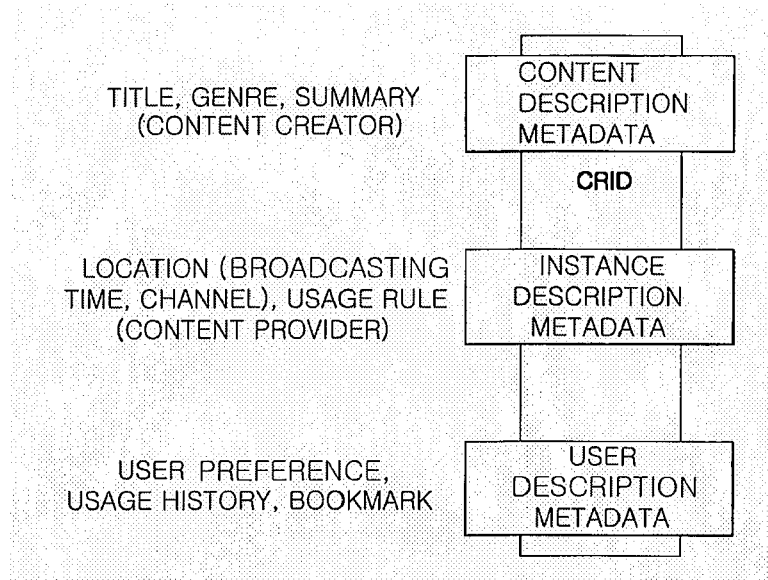 TITLE, GENRE, SUMMARY
(CONTENT CREATOR)
CONTENT
DESCRIPTION
METADATA
CRID
LOCATION (BROADCASTING
TIME, CHANNEL), USAGE RULE
(CONTENT PROVIDER)
INSTANCE
DESCRIPTION
METADATA
USER PREFERENCE,
USAGE HISTORY, BOOKMARK
USER
DESCRIPTION
METADATA